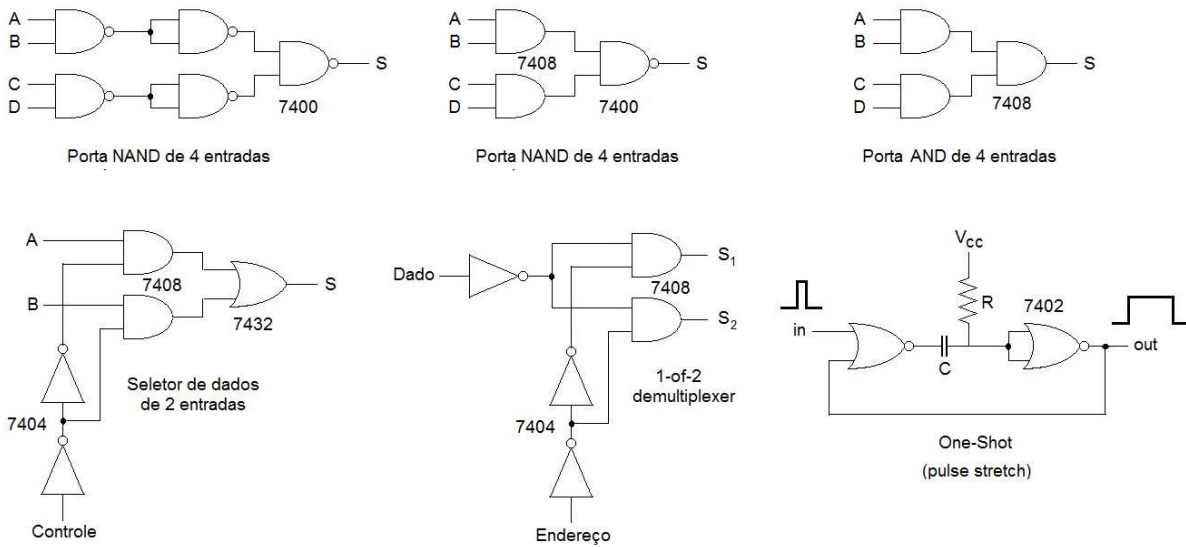 A
B
C
D
7400
S
Porta NAND de 4 entradas
A
B
7408
C
D
7400
S
Porta NAND de 4 entradas
A
B
C
D
7408
S
Porta AND de 4 entradas
A
B
7408
7432
S
7404
Seletor de dados
de 2 entradas
Controle
Dado
7408
S1
S2
7404
1-of-2
demultiplexer
Endereço
VCC
R
7402
in
C
out
One-Shot
(pulse stretch)